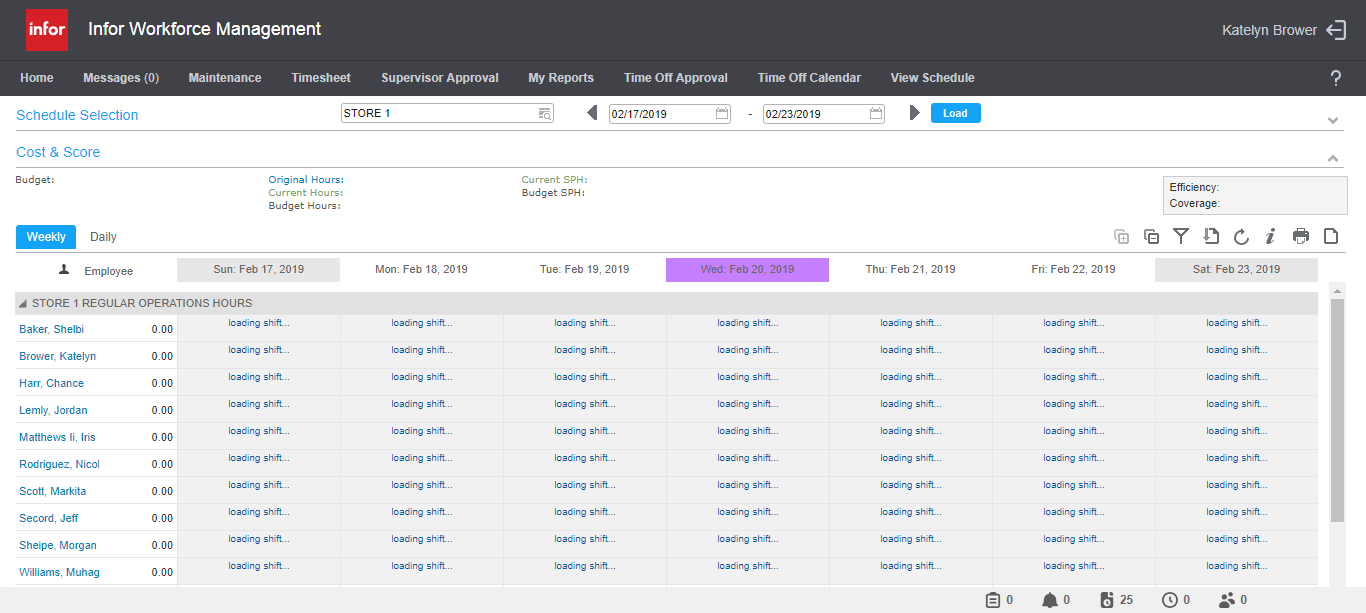 infor Infor Workforce Management Katelyn Brower
Home Messages (0) Maintenance Timesheet Supervisor Approval My Reports Time Off Approval Time Off Calendar View Schedule ?
Schedule Selection STORE 1 02/17/2019 - 02/23/2019 Load
Cost & Score
Budget: Original Hours: Current SPH:
Current Hours: Budget SPH:
Budget Hours:
Efficiency:
Coverage:
Weekly Daily
Employee Sun: Feb 17, 2019 Mon: Feb 18, 2019 Tue: Feb 19, 2019 Wed: Feb 20, 2019 Thu: Feb 21, 2019 Fri: Feb 22, 2019 Sat: Feb 23, 2019
STORE 1 REGULAR OPERATIONS HOURS
Baker, Shelbi 0.00 loading shift... loading shift... loading shift... loading shift... loading shift... loading shift... loading shift...
Brower, Katelyn 0.00 loading shift... loading shift... loading shift... loading shift... loading shift... loading shift... loading shift...
Harr, Chance 0.00 loading shift... loading shift... loading shift... loading shift... loading shift... loading shift... loading shift...
Lemly, Jordan 0.00 loading shift... loading shift... loading shift... loading shift... loading shift... loading shift... loading shift...
Matthews Ii, Iris 0.00 loading shift... loading shift... loading shift... loading shift... loading shift... loading shift... loading shift...
Rodriguez, Nicol 0.00 loading shift... loading shift... loading shift... loading shift... loading shift... loading shift... loading shift...
Scott, Markita 0.00 loading shift... loading shift... loading shift... loading shift... loading shift... loading shift... loading shift...
Secord, Jeff 0.00 loading shift... loading shift... loading shift... loading shift... loading shift... loading shift... loading shift...
Sheipe, Morgan 0.00 loading shift... loading shift... loading shift... loading shift... loading shift... loading shift... loading shift...
Williams, Muhag 0.00 loading shift... loading shift... loading shift... loading shift... loading shift... loading shift... loading shift...
0 0 25 0 0